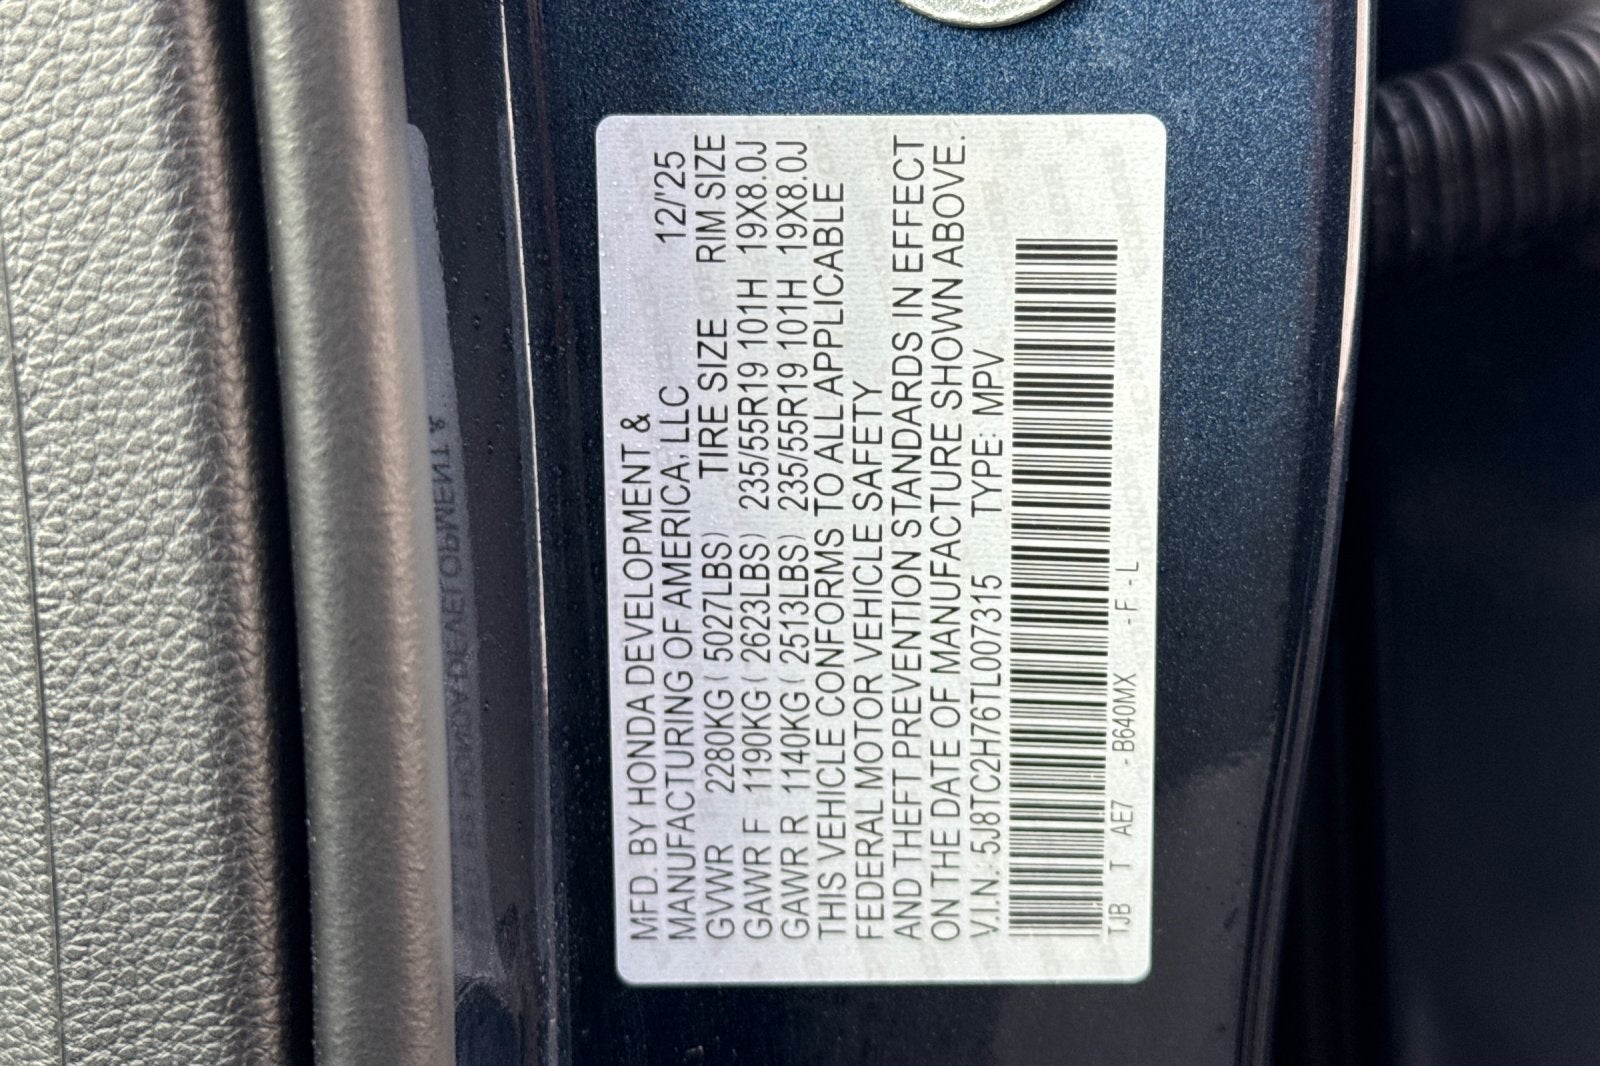 MFD. BY HONDA DEVELOPMENT &
MANUFACTURING OF AMERICA, LLC 12/'25
GVWR 2280KG ( 5027LBS) TIRE SIZE RIM SIZE
GAWR F 1190KG ( 2623LBS) 235/55R19 101H 19X8.0J
GAWR R 1140KG ( 2513LBS) 235/55R19 101H 19X8.0J
THIS VEHICLE CONFORMS TO ALL APPLICABLE
FEDERAL MOTOR VEHICLE SAFETY
AND THEFT PREVENTION STANDARDS IN EFFECT
ON THE DATE OF MANUFACTURE SHOWN ABOVE.
V.I.N.: 5J8TC2H76TL007315 TYPE: MPV
TJB T AE7 - B640MX - F - L